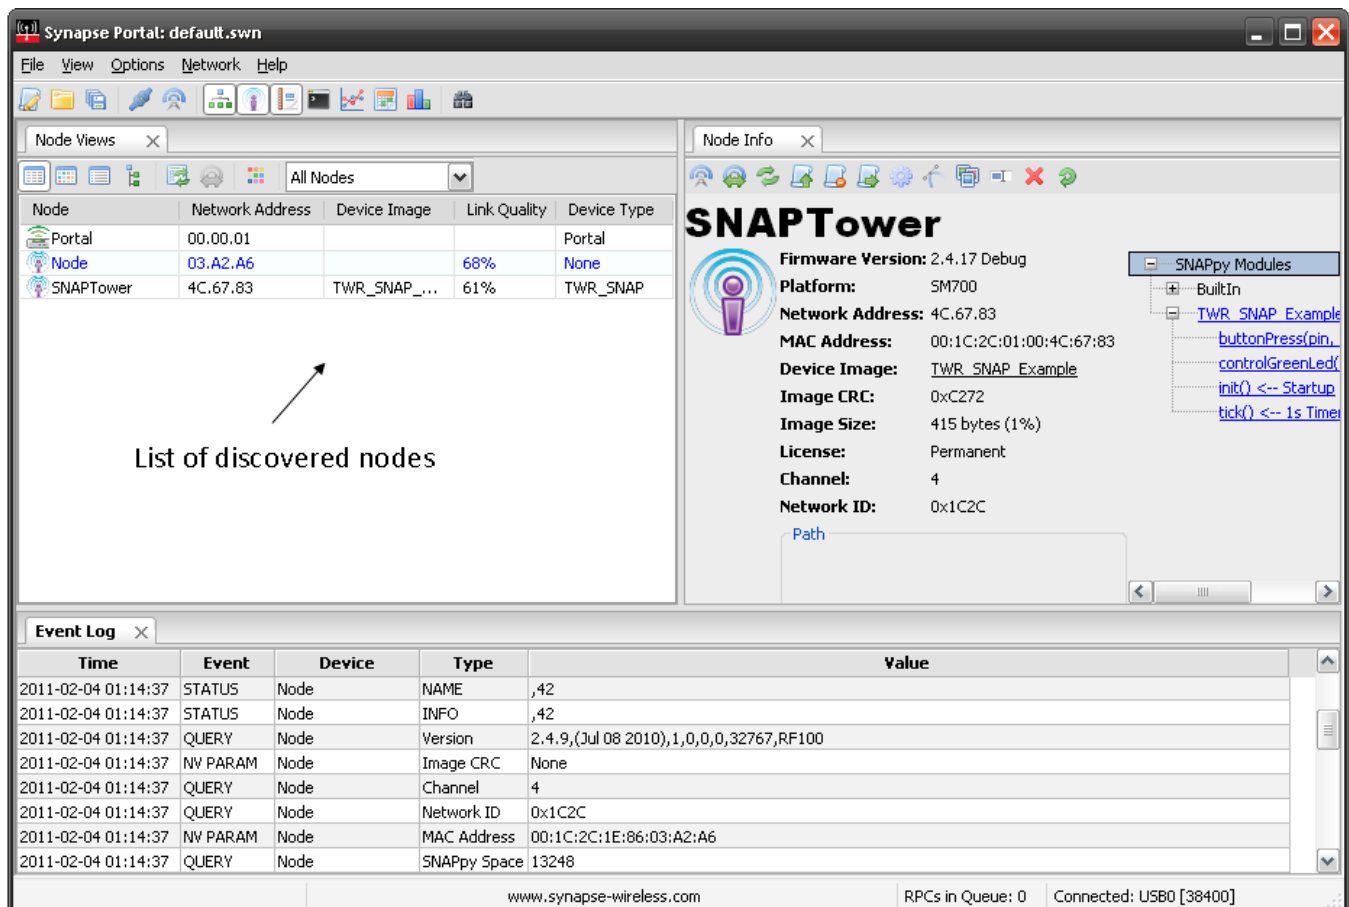 Synapse Portal: default.swn
File View Options Network Help
Node Views
All Nodes
Node Network Address Device Image Link Quality Device Type
Portal 00.00.01 Portal
Node 03.A2.A6 68% None
SNAPTower 4C.67.83 TWR_SNAP_... 61% TWR_SNAP
List of discovered nodes
Node Info
SNAPTower
Firmware Version: 2.4.17 Debug
Platform: SM700
Network Address: 4C.67.83
MAC Address: 00:1C:2C:01:00:4C:67:83
Device Image: TWR_SNAP_Example
Image CRC: 0xC272
Image Size: 415 bytes (1%)
License: Permanent
Channel: 4
Network ID: 0x1C2C
Path
SNAPpy Modules
BuiltIn
TWR_SNAP_Example
buttonPress(pin,
controlGreenLed(
init() <-- Startup
tick() <-- 1s Timer
Event Log
Time Event Device Type Value
2011-02-04 01:14:37 STATUS Node NAME ,42
2011-02-04 01:14:37 STATUS Node INFO ,42
2011-02-04 01:14:37 QUERY Node Version 2.4.9,(Jul 08 2010),1,0,0,0,32767,RF100
2011-02-04 01:14:37 NV PARAM Node Image CRC None
2011-02-04 01:14:37 QUERY Node Channel 4
2011-02-04 01:14:37 QUERY Node Network ID 0x1C2C
2011-02-04 01:14:37 NV PARAM Node MAC Address 00:1C:2C:1E:86:03:A2:A6
2011-02-04 01:14:37 QUERY Node SNAPpy Space 13248
www.synapse-wireless.com RPCs in Queue: 0 Connected: USB0 [38400]